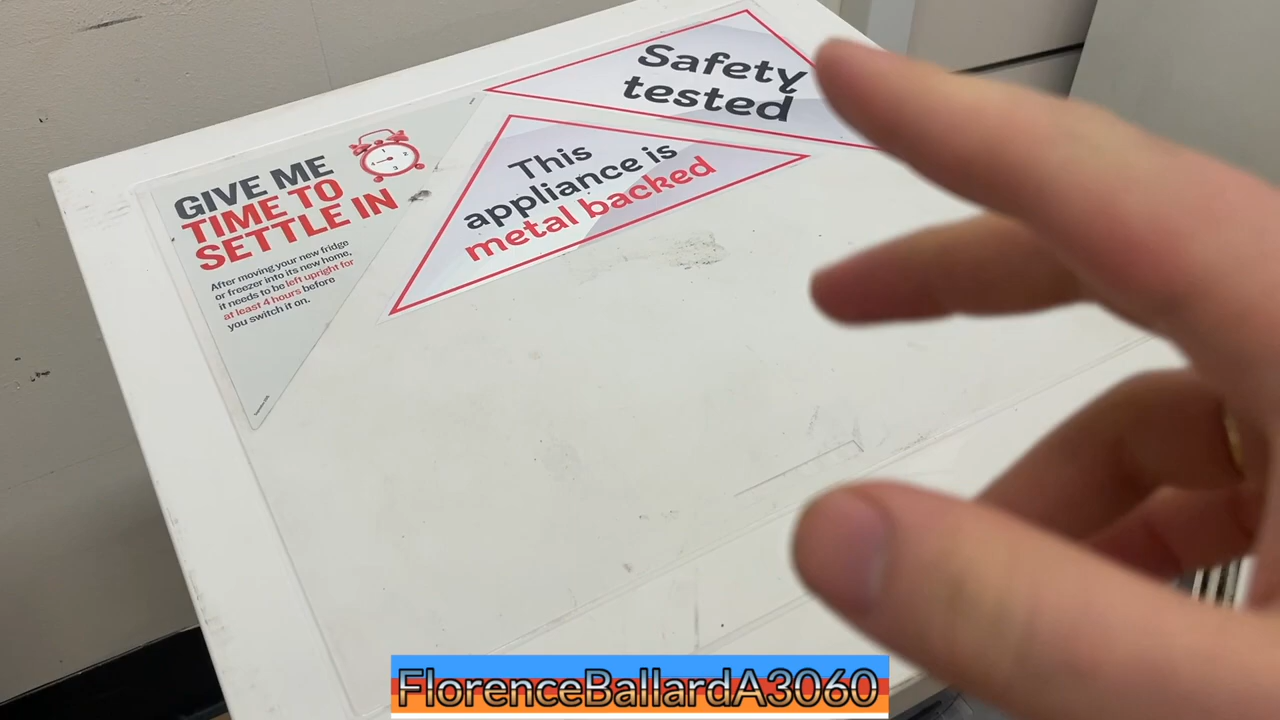 GIVE ME
TIME TO
SETTLE IN
After moving your new fridge
or freezer into its new home,
it needs to be left upright for
at least 4 hours before
you switch it on.
This
appliance is
metal backed
Safety
tested
FlorenceBallardA3060